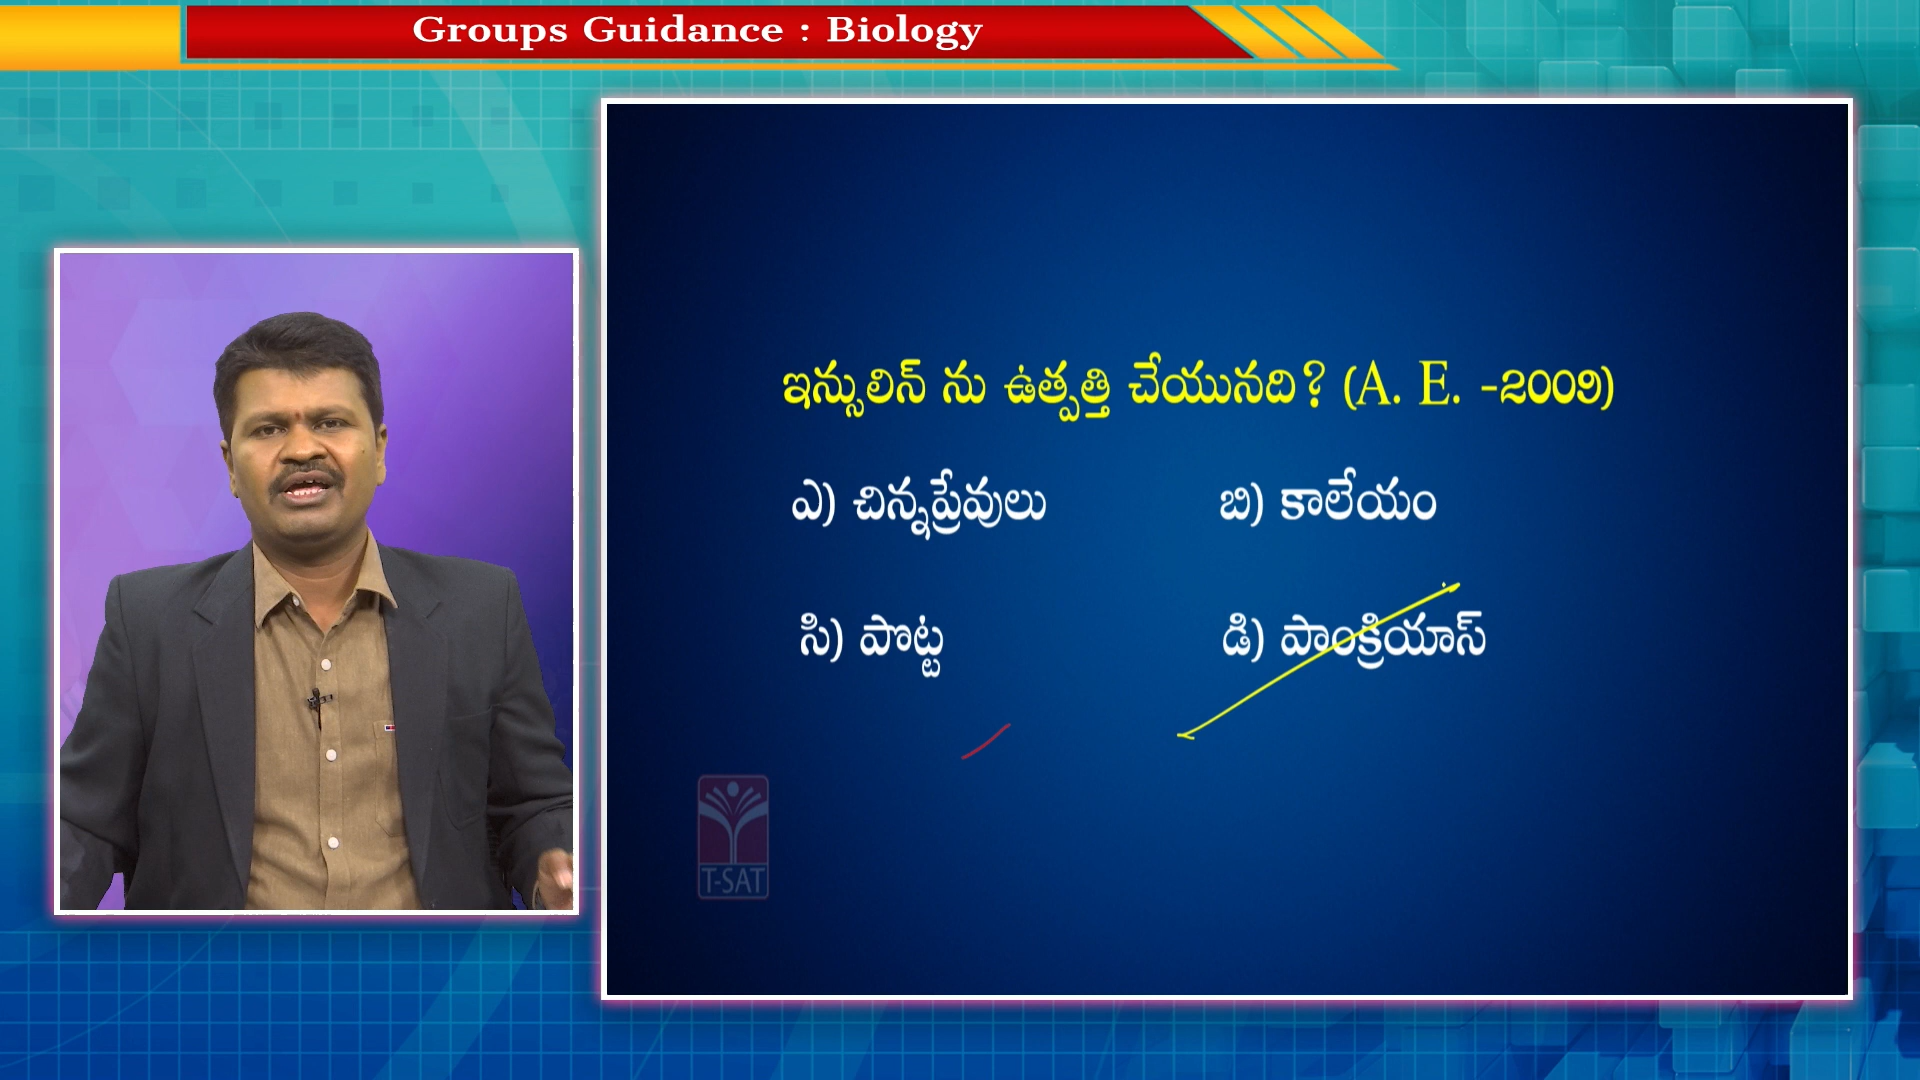 Groups Guidance : Biology
ఇన్సులిన్ ను ఉత్పత్తి చేయునది? (A. E. -2009)
ఎ) చిన్నప్రేవులు బి) కాలేయం
సి) పొట్ట డి) పాంక్రియాస్
T-SAT